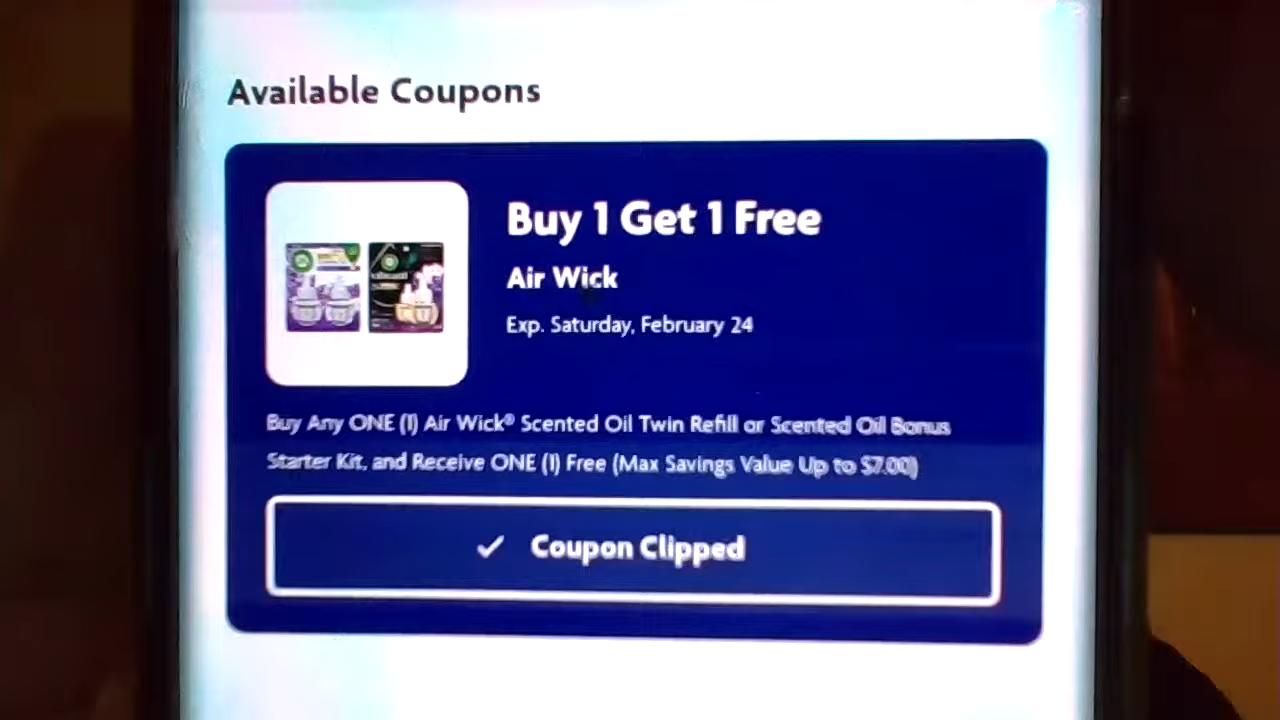 Available Coupons
Buy 1 Get 1 Free
Air Wick
Exp. Saturday, February 24
Buy Any ONE (1) Air Wick® Scented Oil Twin Refill or Scented Oil Bonus
Starter Kit, and Receive ONE (1) Free (Max Savings Value Up to $7.00)
✓ Coupon Clipped